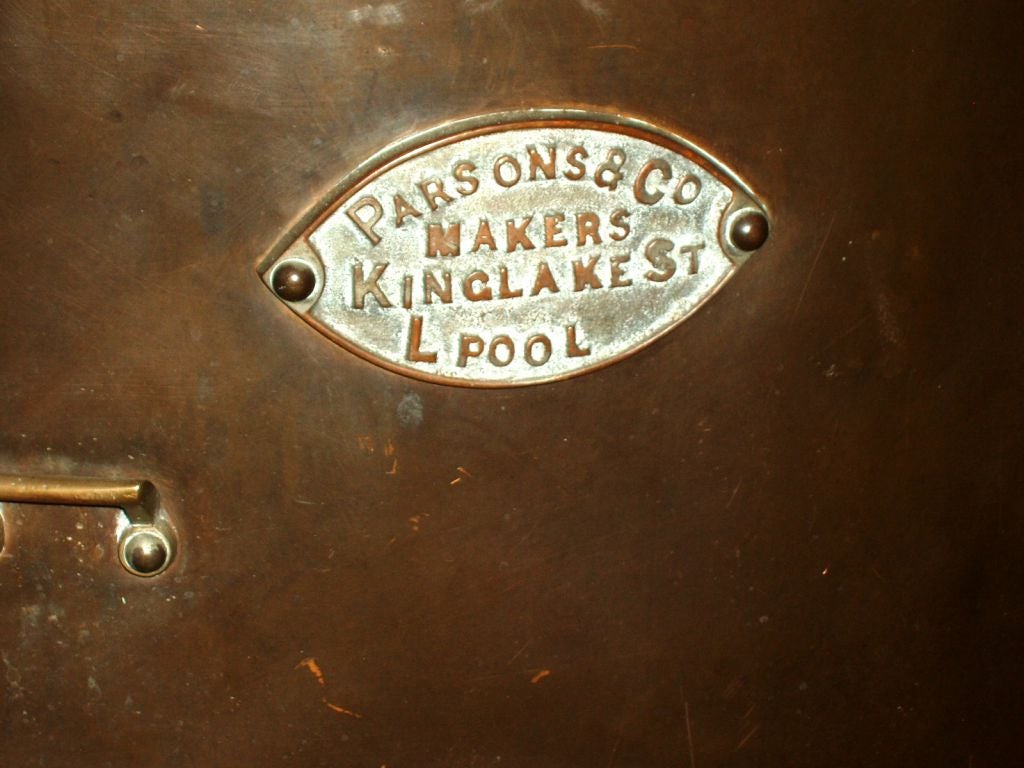 PARSONS & CO
MAKERS
KINGLAKE ST
L POOL